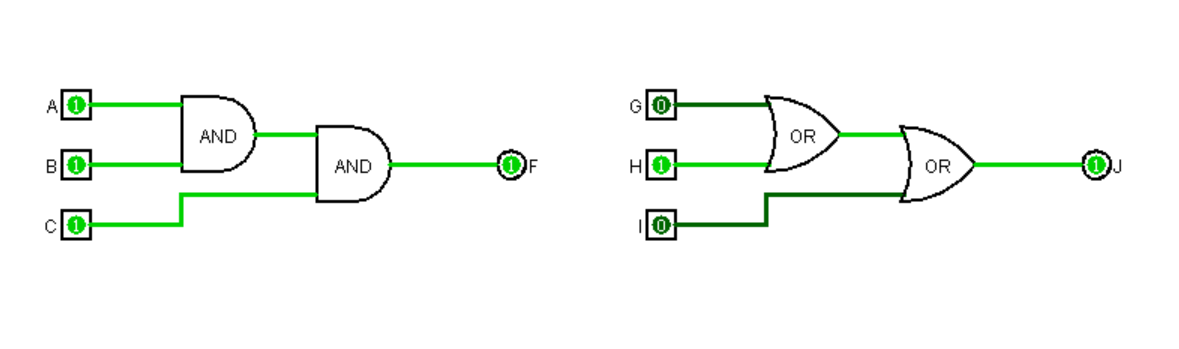 A 1
G 0
AND
OR
B 1
AND
1 F
H 1
OR
1 J
C 1
I 0